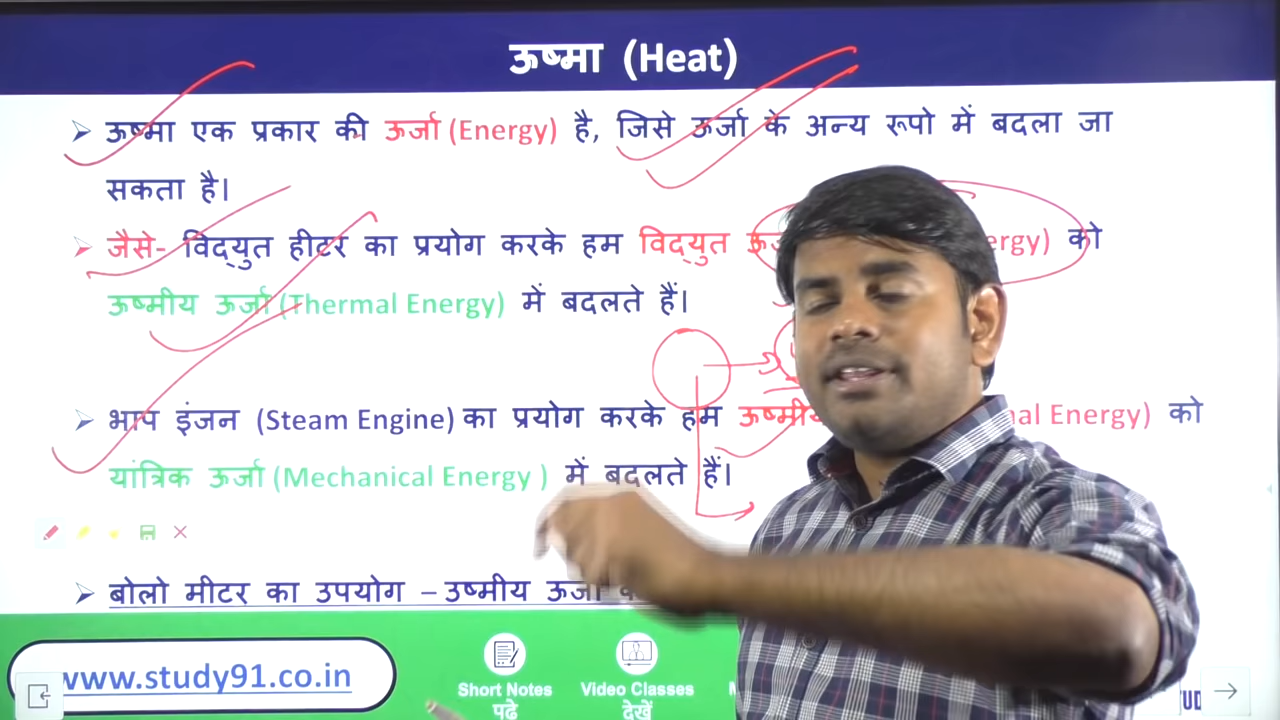 ऊष्मा (Heat)
ऊष्मा एक प्रकार की ऊर्जा (Energy) है, जिसे ऊर्जा के अन्य रूपो में बदला जा
सकता है।
जैसे- विद्युत हीटर का प्रयोग करके हम विद्युत को
ऊष्मीय ऊर्जा (Thermal Energy) में बदलते हैं।
भाप इंजन (Steam Engine) का प्रयोग करके हम Energy) को
यांत्रिक ऊर्जा (Mechanical Energy ) में बदलते हैं।
बोलो मीटर का उपयोग – उष्मीय ऊर्जा
www.study91.co.in
Short Notes
पढे
Video Classes
देखें